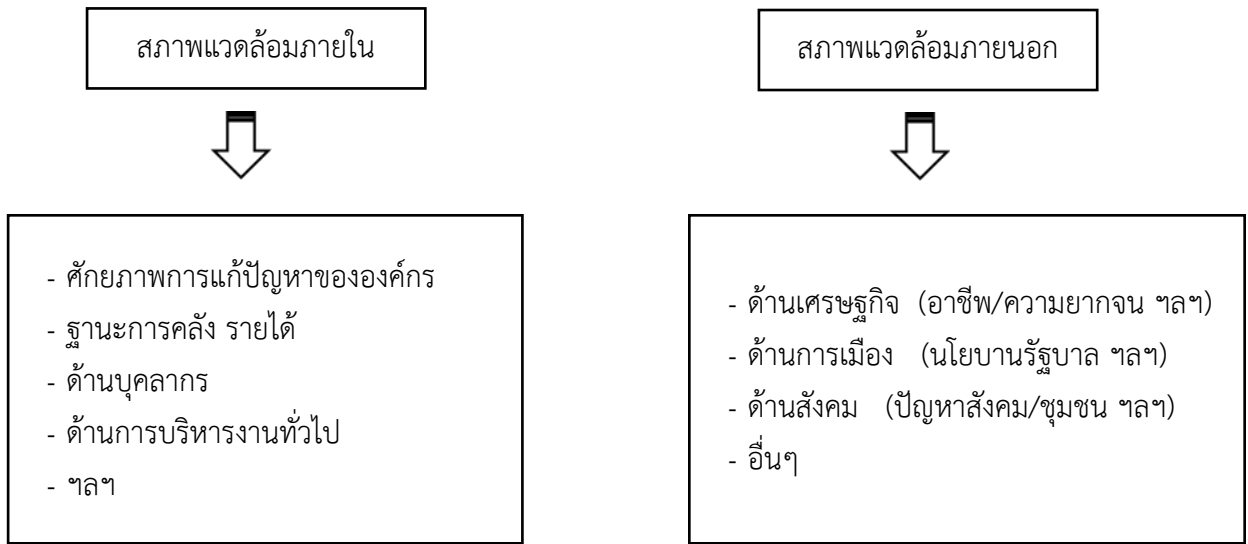 สภาพแวดล้อมภายใน
สภาพแวดล้อมภายนอก
- ศักยภาพการแก้ปัญหาขององค์กร
- ฐานะการคลัง รายได้
- ด้านบุคลากร
- ด้านการบริหารงานทั่วไป
- ฯลฯ
- ด้านเศรษฐกิจ (อาชีพ/ความยากจน ฯลฯ)
- ด้านการเมือง (นโยบานรัฐบาล ฯลฯ)
- ด้านสังคม (ปัญหาสังคม/ชุมชน ฯลฯ)
- อื่นๆ